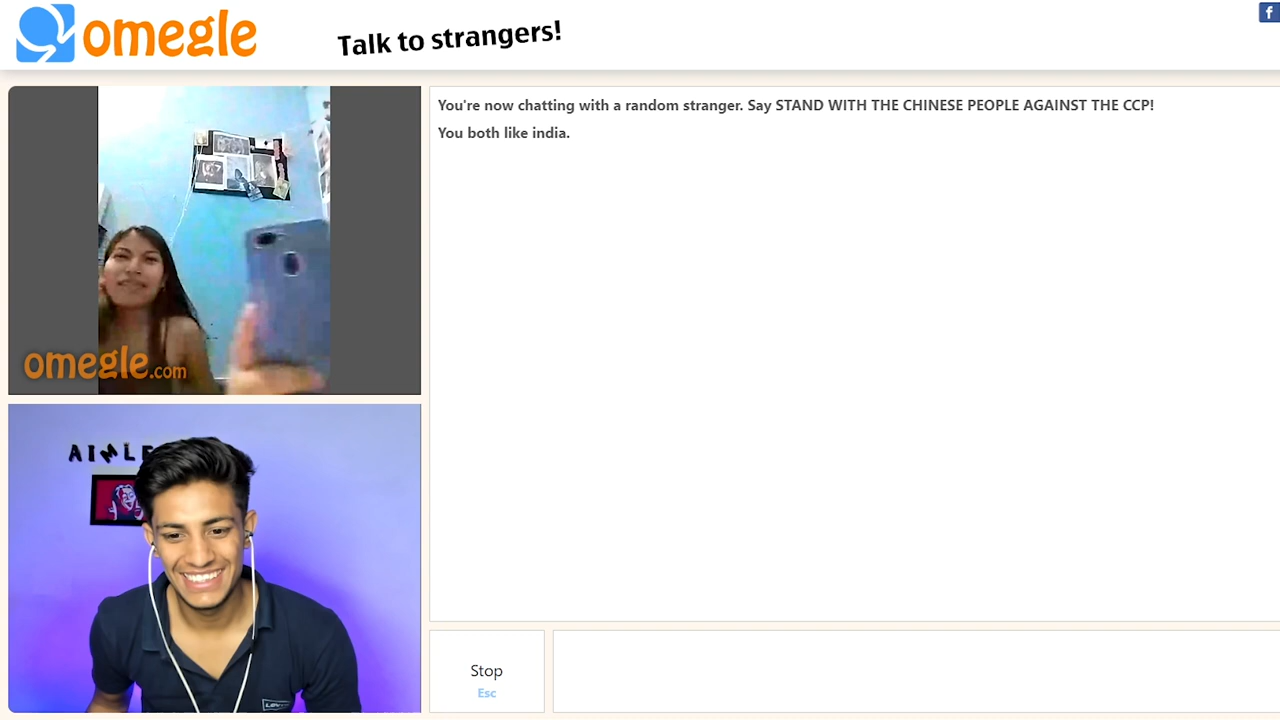 omegle
Talk to strangers!
f
You're now chatting with a random stranger. Say STAND WITH THE CHINESE PEOPLE AGAINST THE CCP!
You both like india.
omegle.com
AIMLE
Stop
Esc